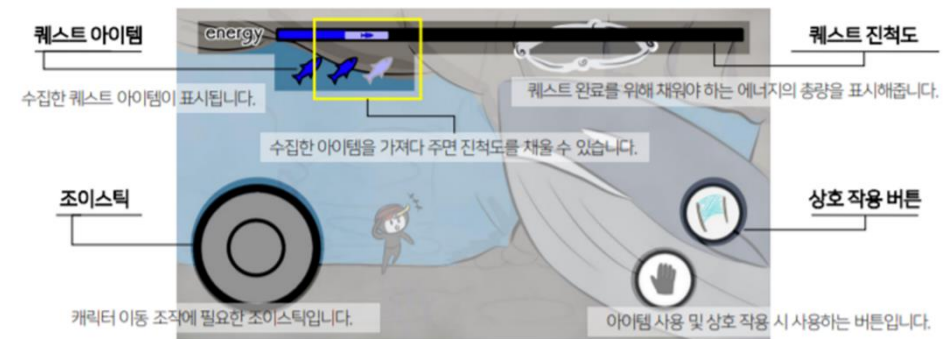 퀘스트 아이템
energy
퀘스트 진척도
수집한 퀘스트 아이템이 표시됩니다.
퀘스트 완료를 위해 채워야 하는 에너지의 총량을 표시해줍니다.
수집한 아이템을 가져다 주면 진척도를 채울 수 있습니다.
조이스틱
상호 작용 버튼
캐릭터 이동 조작에 필요한 조이스틱입니다.
아이템 사용 및 상호 작용 시 사용하는 버튼입니다.